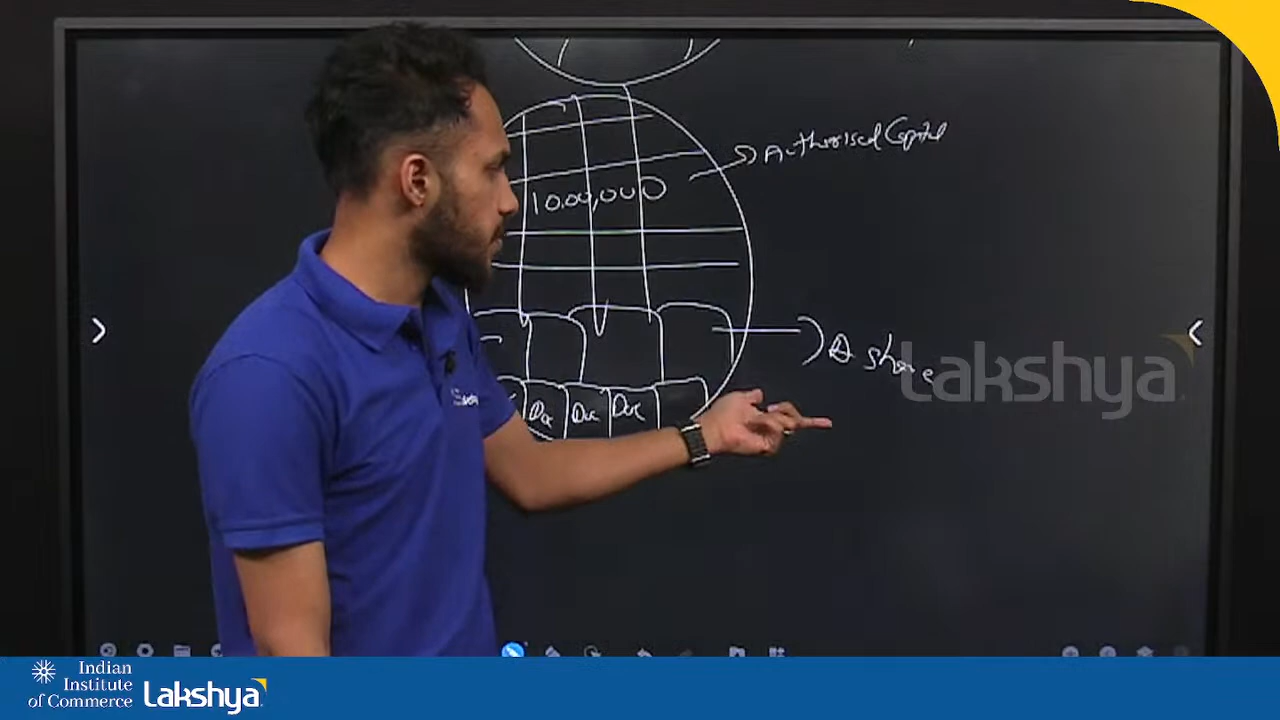 Authorised Capital
10,00,000
A share
Lakshya
Indian
Institute
of Commerce
Lakshya